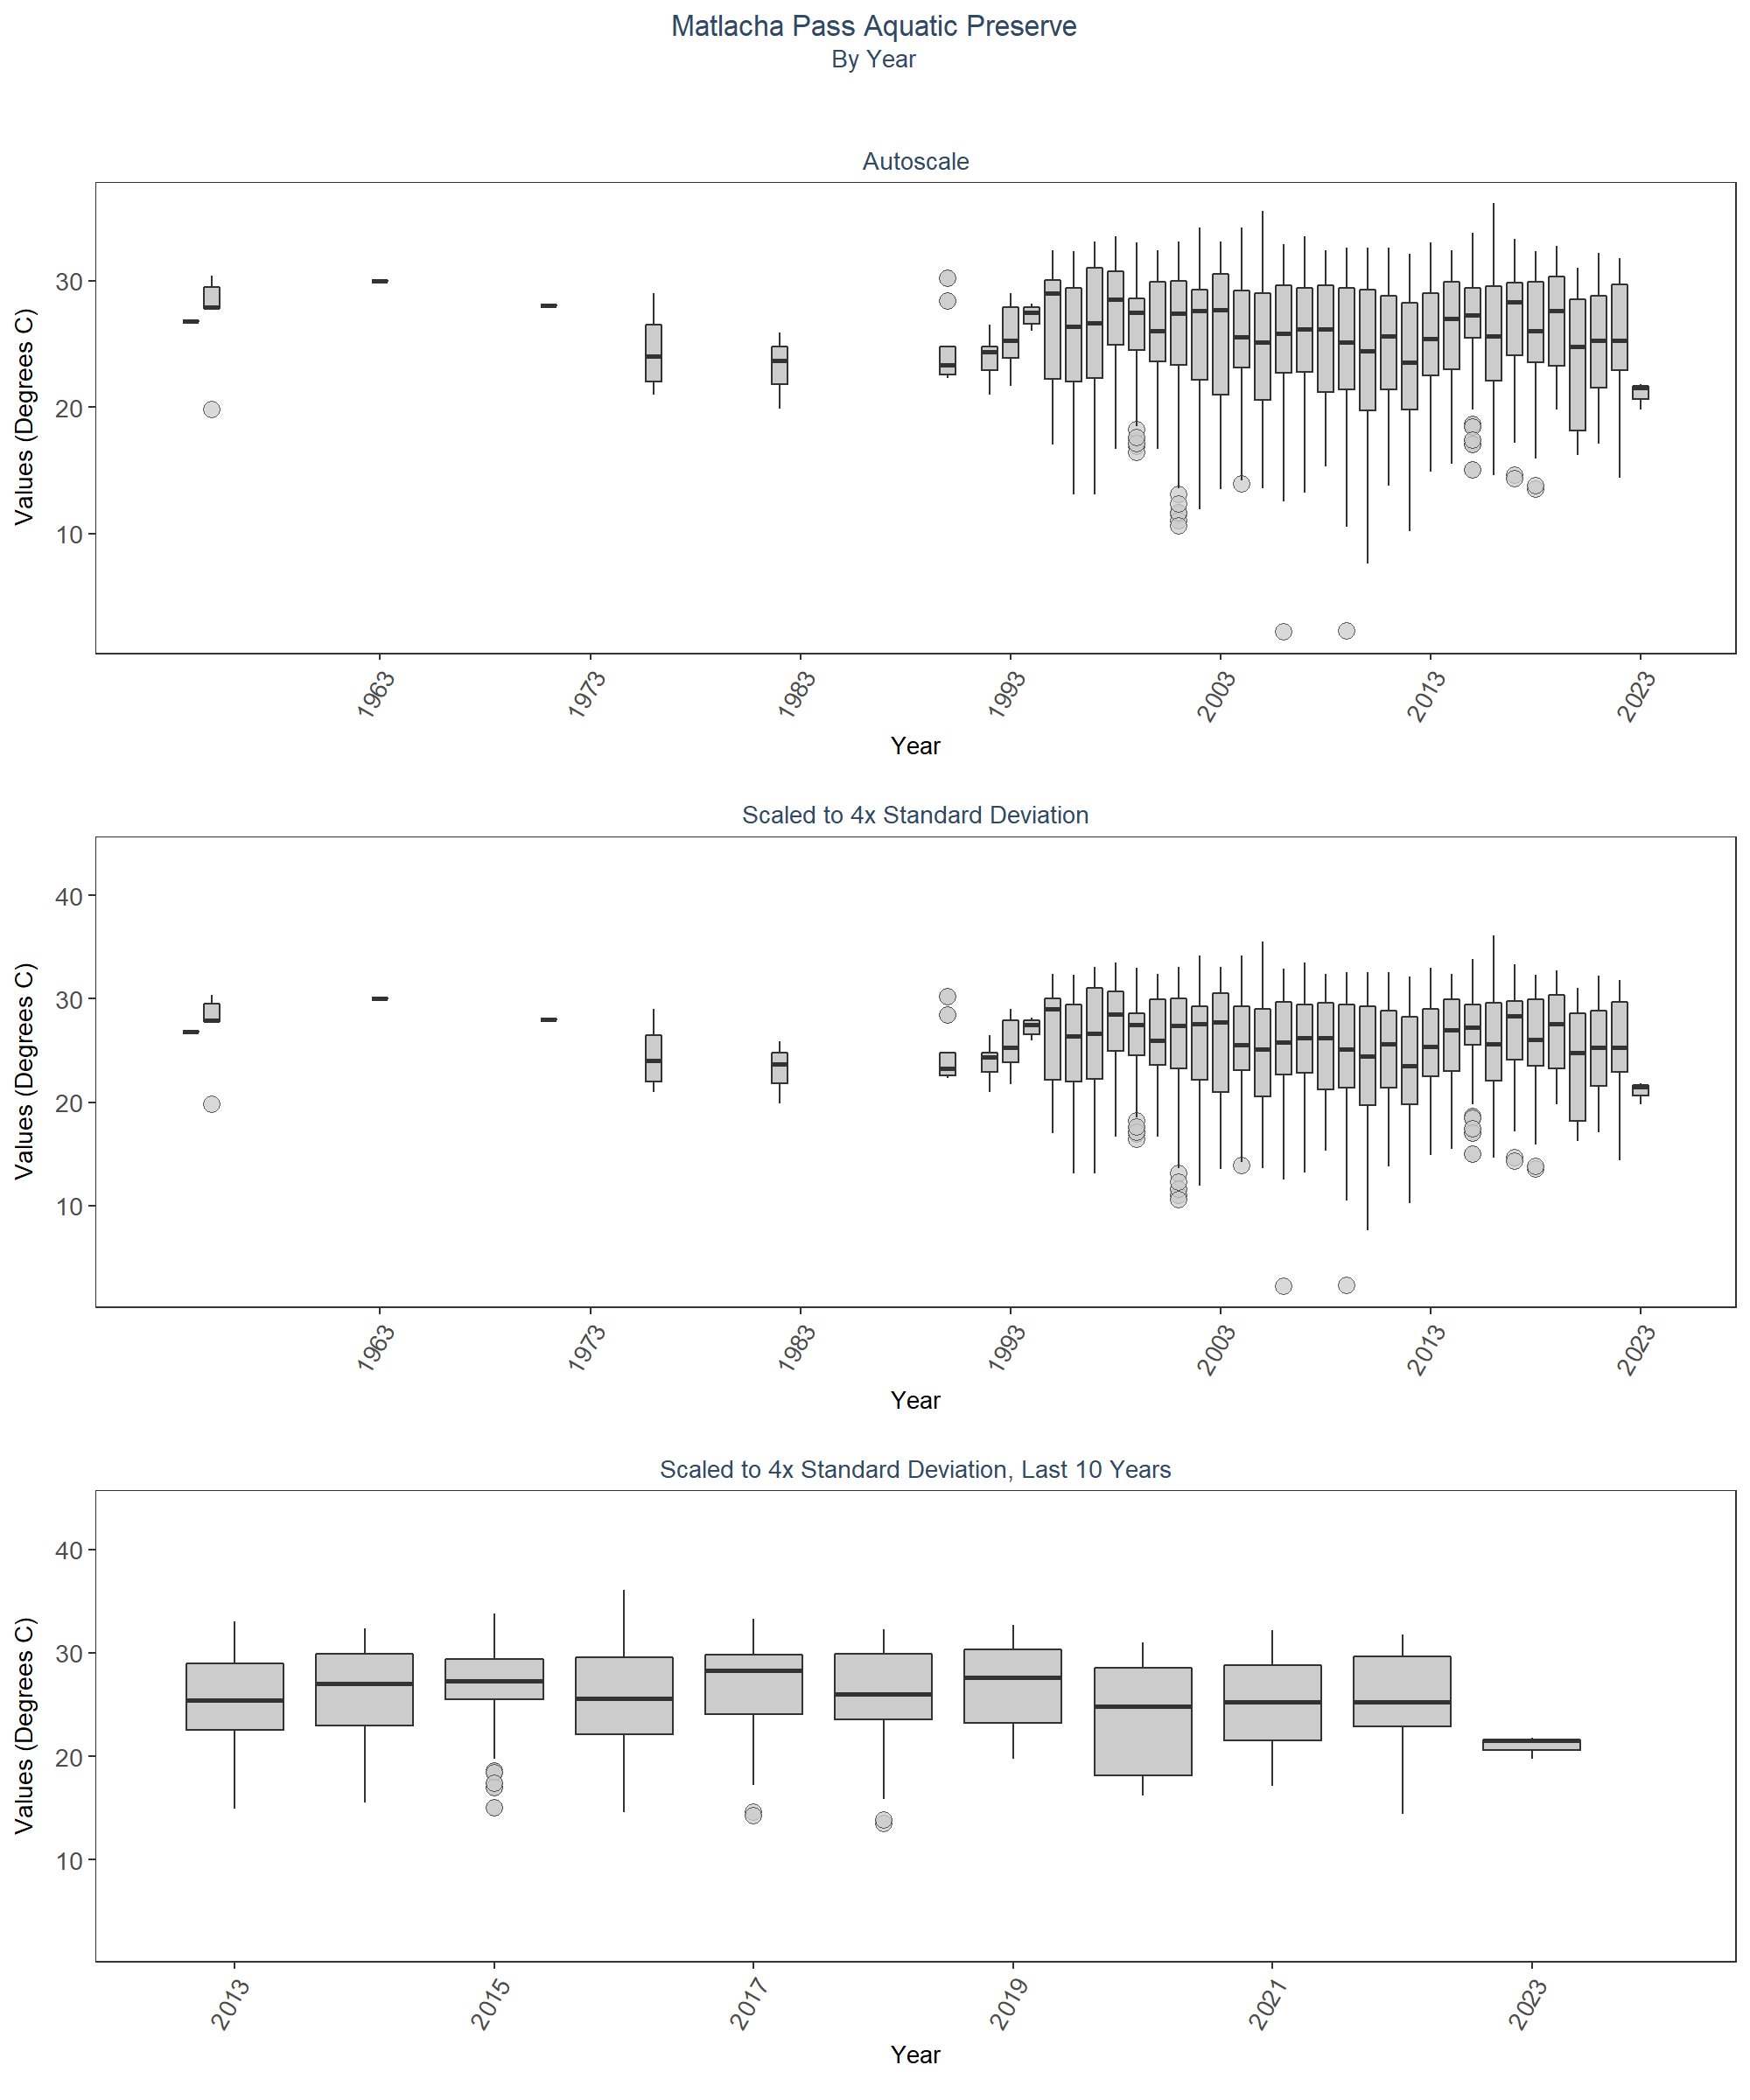 Matlacha Pass Aquatic Preserve
By Year
Autoscale
Values (Degrees C)
30
20
10
1963
1973
1983
1993
2003
2013
2023
Year
Scaled to 4x Standard Deviation
Values (Degrees C)
40
30
20
10
1963
1973
1983
1993
2003
2013
2023
Year
Scaled to 4x Standard Deviation, Last 10 Years
Values (Degrees C)
40
30
20
10
2013
2015
2017
2019
2021
2023
Year